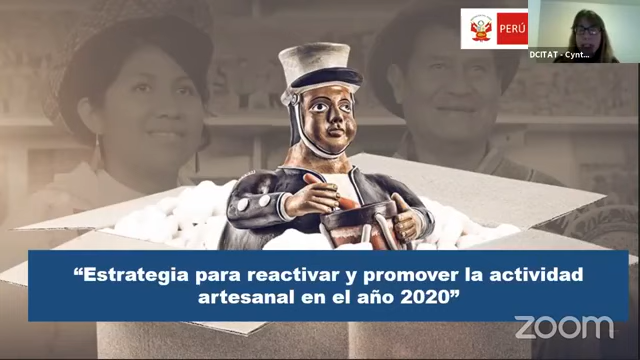 PERÚ
DCITAT - Cynt...
“Estrategia para reactivar y promover la actividad
artesanal en el año 2020”
zoom